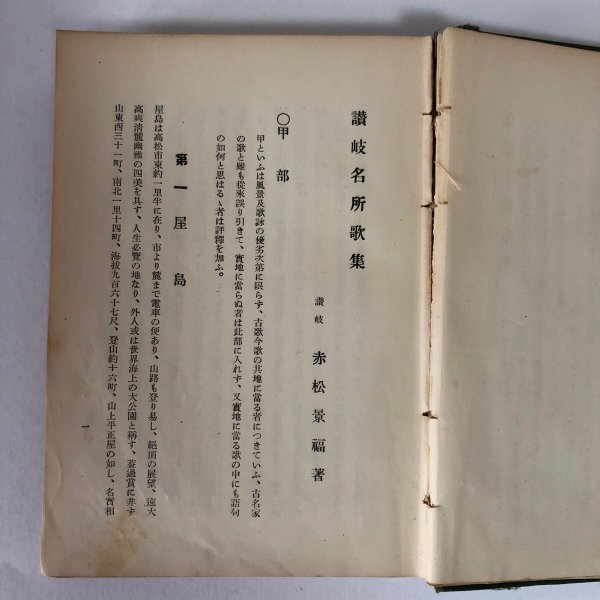 讚岐名所歌集
讚岐 赤松景福著
〇甲部
甲といふは風景及歌詠の優劣次第に限らず、古歌今歌の其地に當る者につきていふ、古名家
の歌と雖も從來誤り引きて、實地に當らぬ者は此部に入れず、又實地に當る歌の中にも語句
の如何と思はるゝ者は評釋を加ふ。
第一屋島
屋島は高松市東約一里半に在り、市より麓まで電車の便あり、山路も登り易し、絕頂の展望、遠大
高爽淸麗幽雅の四美を具す、人生必覽の地なり、外人或は世界海上の大公園と稱す、蓋過賞に非ず
山東西三十一町、南北一里十四町、海拔九百六十七尺、登山約十六町、山上平正屋の如し、名實相
一